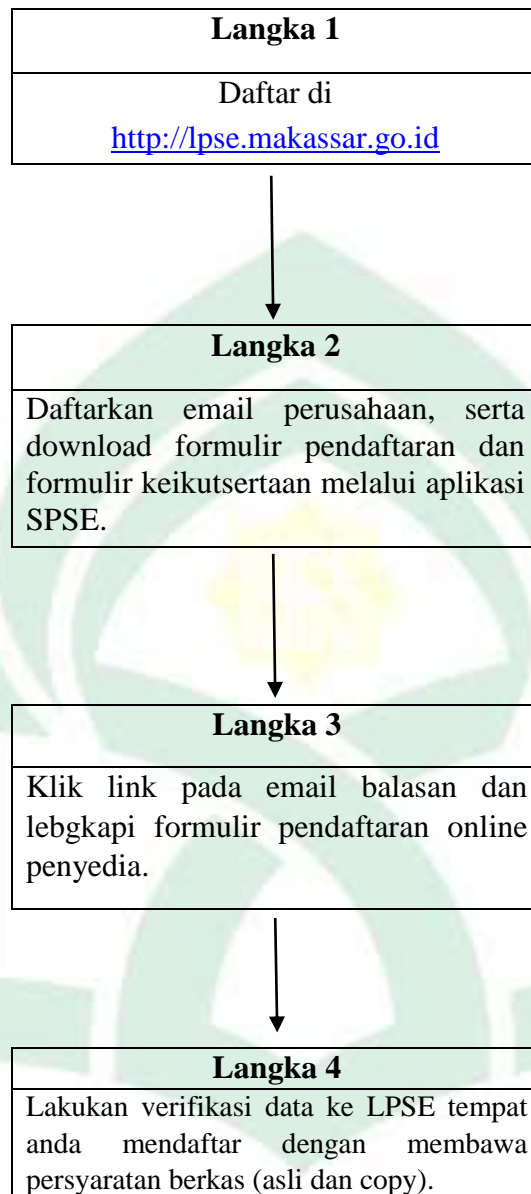 Langka 1
Daftar di
http://lpse.makassar.go.id
Langka 2
Daftarkan email perusahaan, serta
download formulir pendaftaran dan
formulir keikutsertaan melalui aplikasi
SPSE.
Langka 3
Klik link pada email balasan dan
lebgkapi formulir pendaftaran online
penyedia.
Langka 4
Lakukan verifikasi data ke LPSE tempat
anda mendaftar dengan membawa
persyaratan berkas (asli dan copy).